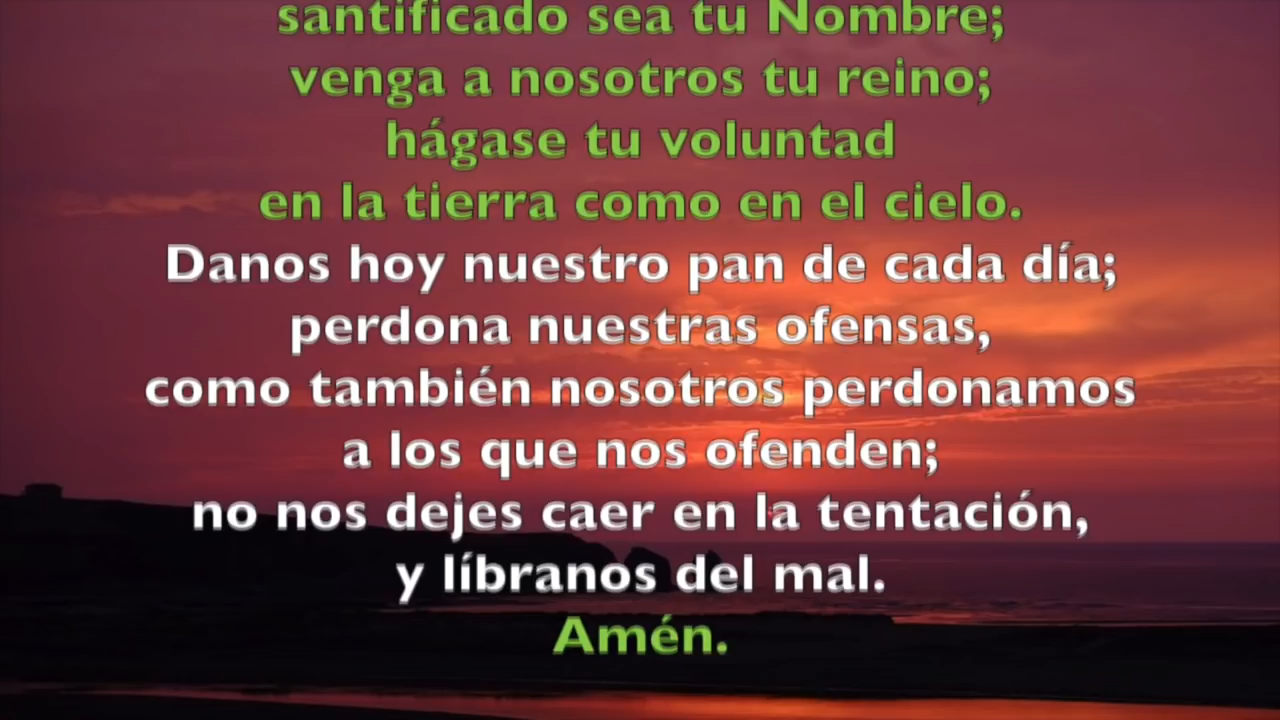 santificado sea tu Nombre;
venga a nosotros tu reino;
hágase tu voluntad
en la tierra como en el cielo.
Danos hoy nuestro pan de cada día;
perdona nuestras ofensas,
como también nosotros perdonamos
a los que nos ofenden;
no nos dejes caer en la tentación,
y líbranos del mal.
Amén.